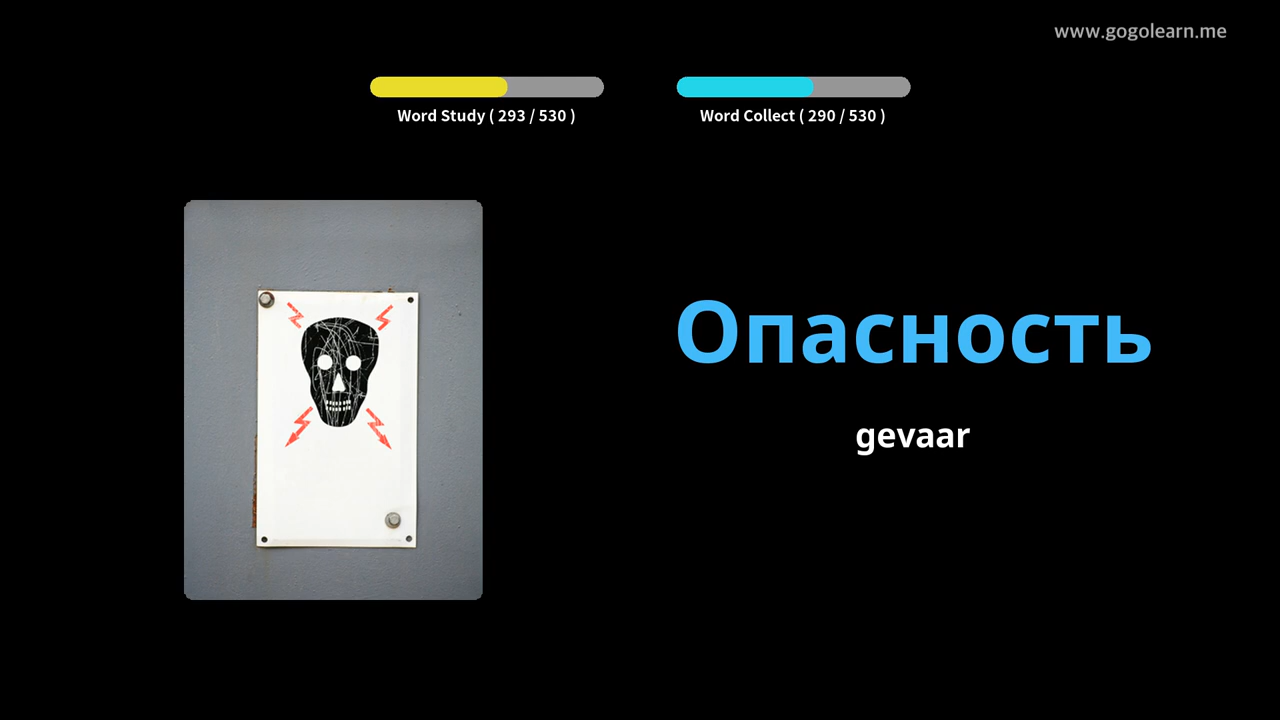 www.gogolearn.me
Word Study ( 293 / 530 )
Word Collect ( 290 / 530 )
Опасность
gevaar